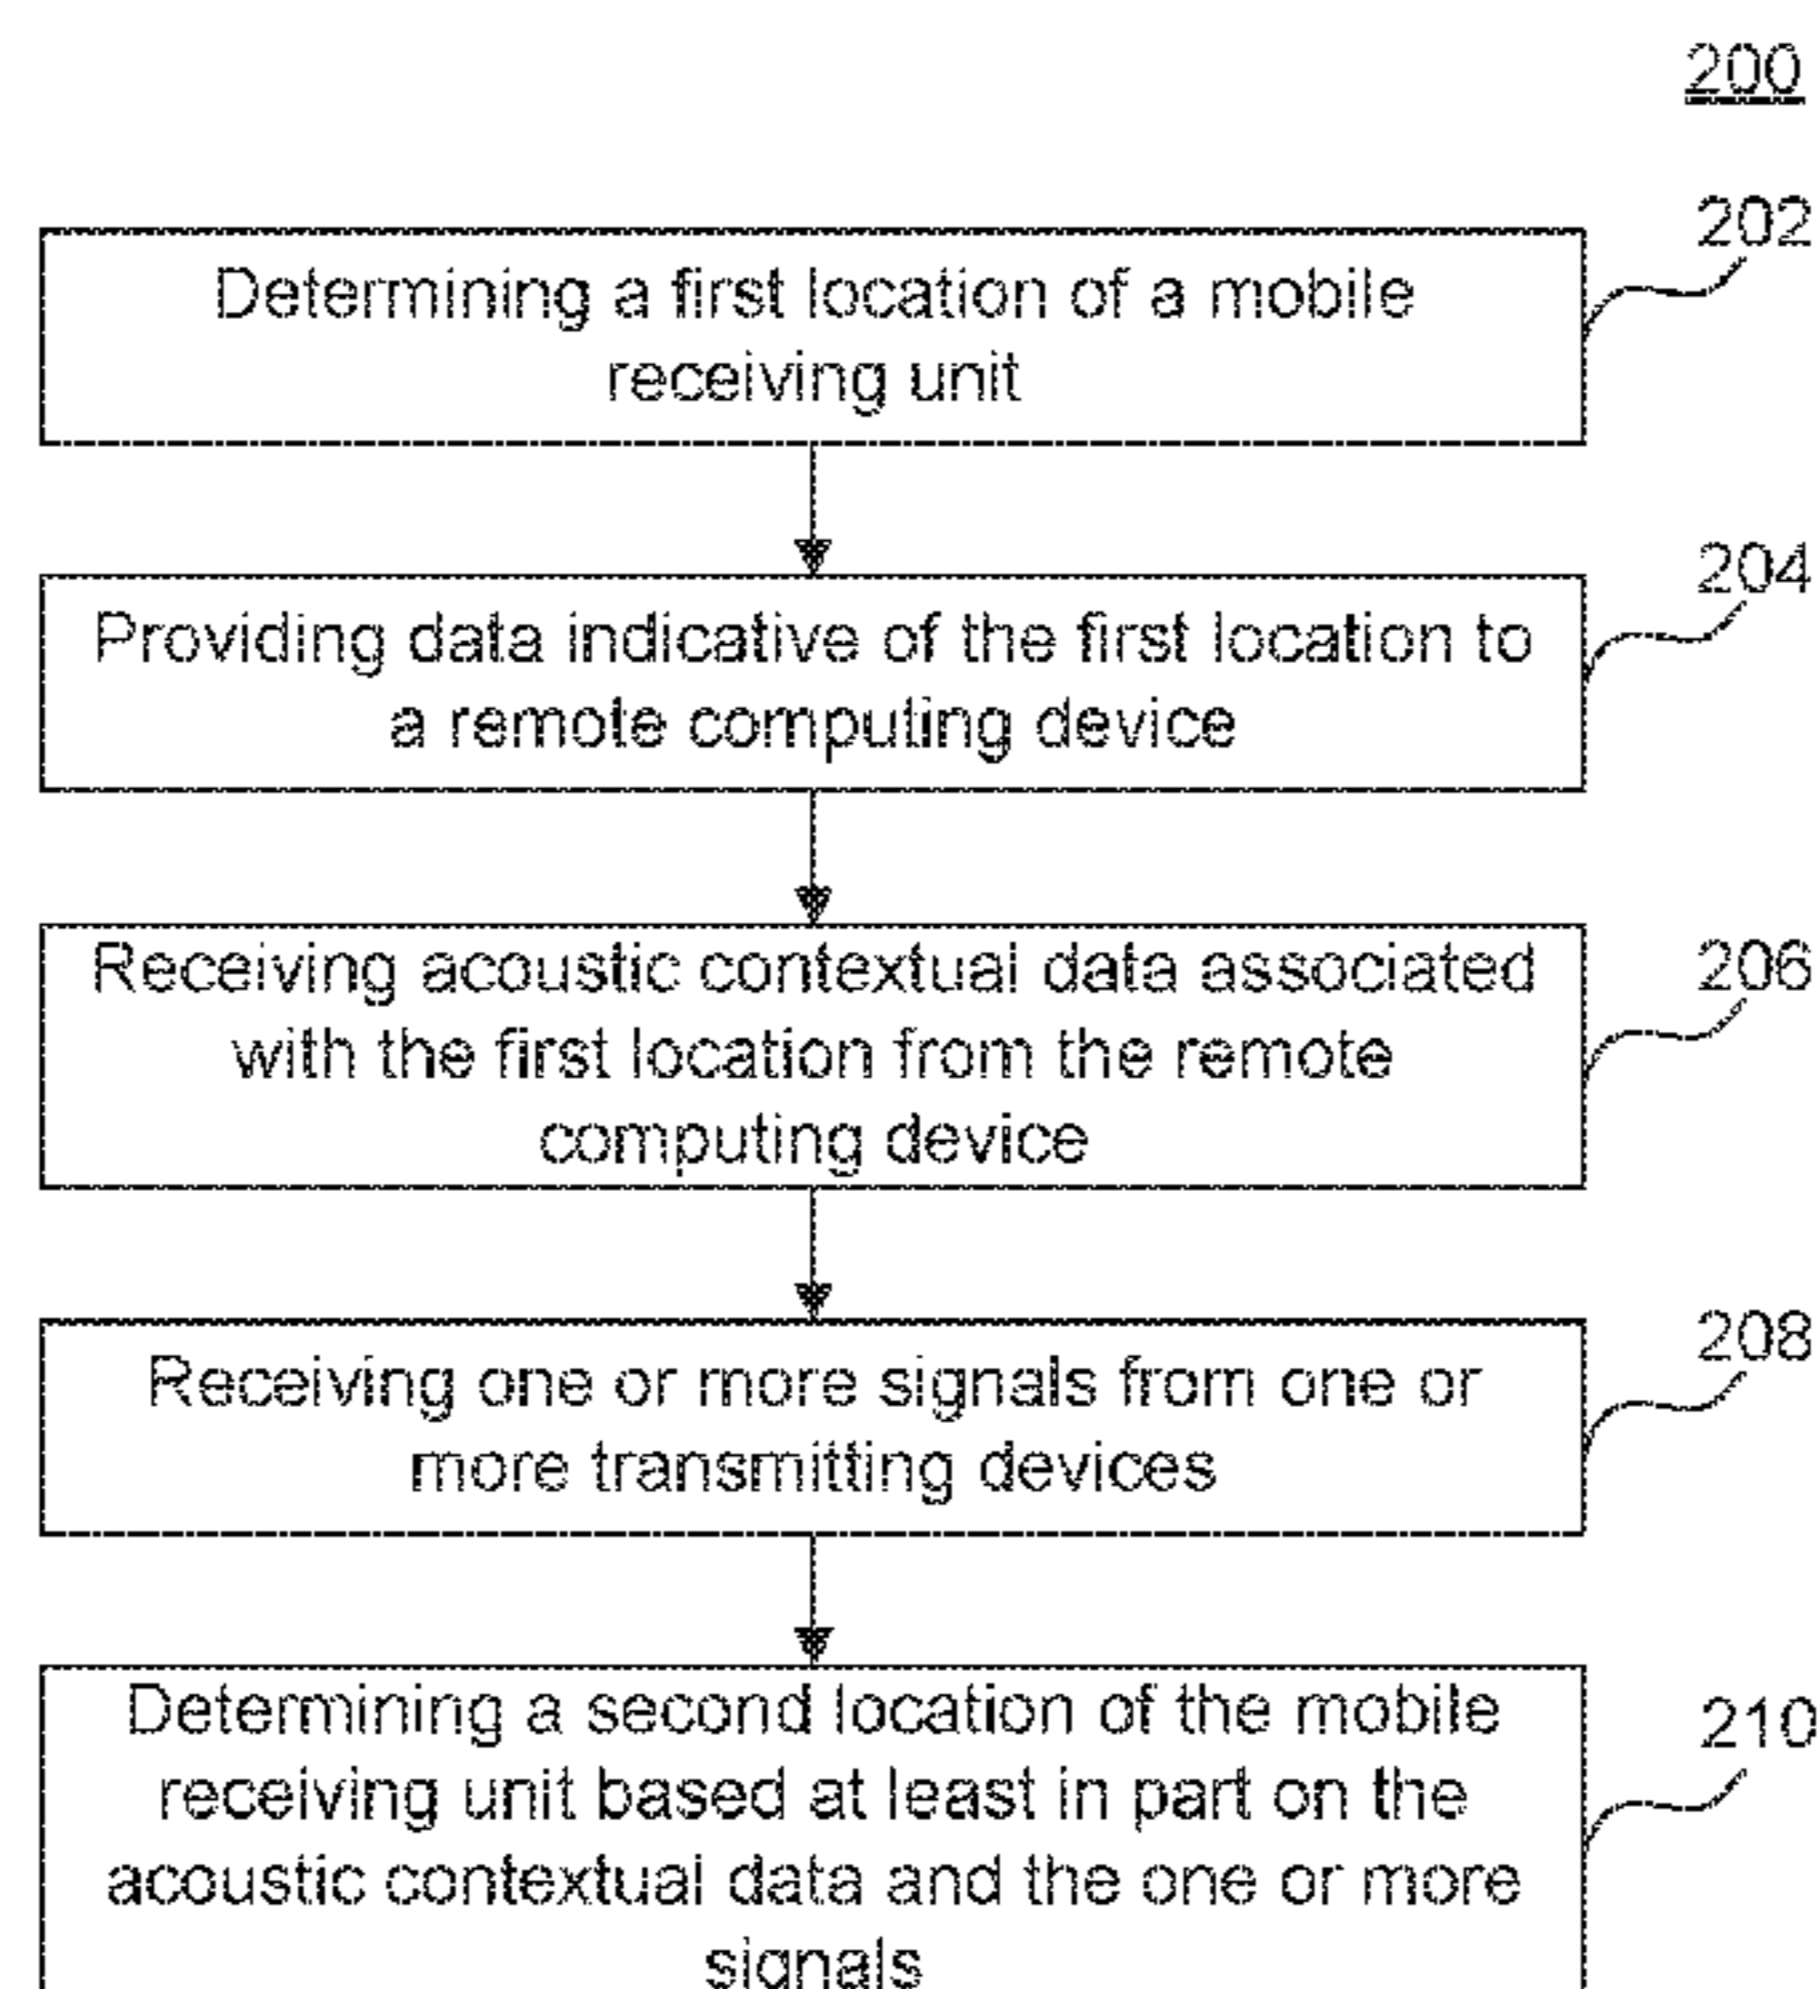 200
202
Determining a first location of a mobile
receiving unit
204
Providing data indicative of the first location to
a remote computing device
206
Receiving acoustic contextual data associated
with the first location from the remote
computing device
208
Receiving one or more signals from one or
more transmitting devices
210
Determining a second location of the mobile
receiving unit based at least in part on the
acoustic contextual data and the one or more
signals